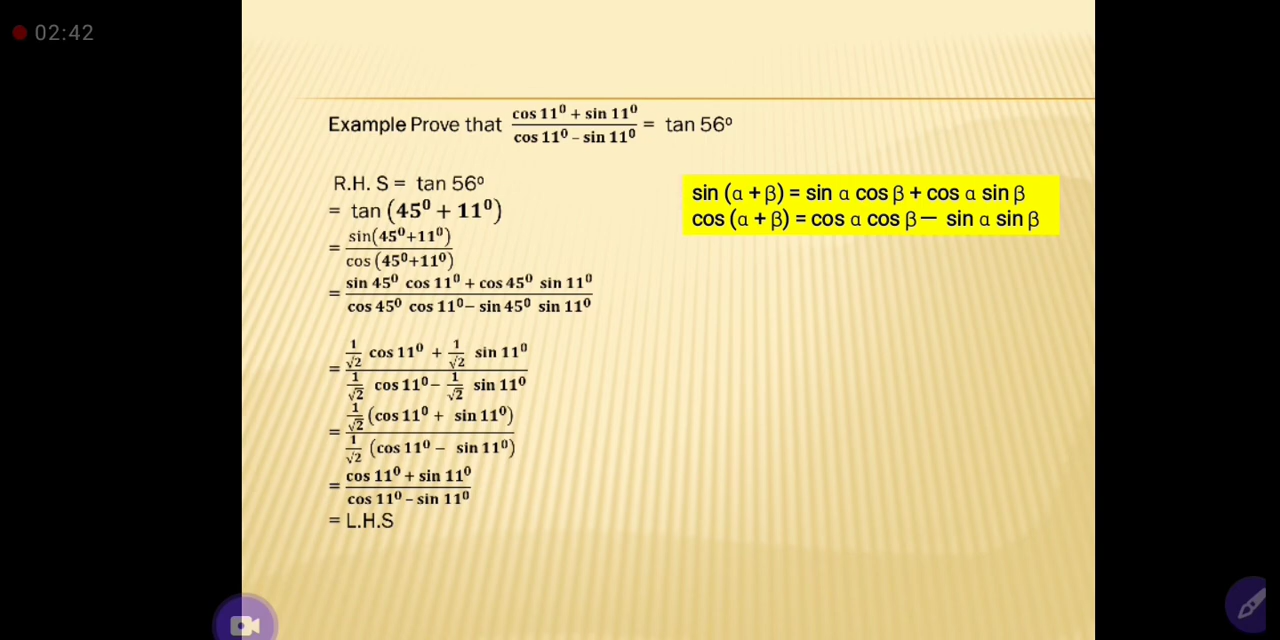 02:42
Example Prove that (cos 11⁰ + sin 11⁰)/(cos 11⁰ – sin 11⁰) = tan 56º
R.H. S = tan 56º
= tan (45⁰ + 11⁰)
sin (α + β) = sin α cos β + cos α sin β
cos (α + β) = cos α cos β – sin α sin β
= sin(45⁰+11⁰)/cos (45⁰+11⁰)
= (sin 45⁰ cos 11⁰ + cos 45⁰ sin 11⁰)/(cos 45⁰ cos 11⁰– sin 45⁰ sin 11⁰)
= (1/√2 cos 11⁰ + 1/√2 sin 11⁰)/(1/√2 cos 11⁰– 1/√2 sin 11⁰)
= 1/√2 (cos 11⁰ + sin 11⁰)/1/√2 (cos 11⁰ – sin 11⁰)
= (cos 11⁰ + sin 11⁰)/(cos 11⁰ – sin 11⁰)
= L.H.S